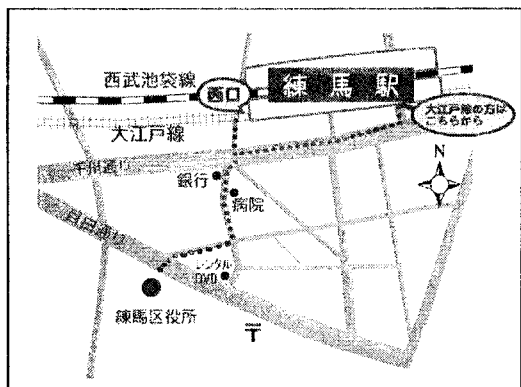 西武池袋線
西口
練馬駅
大江戸線の方は
こちらから
大江戸線
千川通り
N
銀行
病院
目白通り
レンタル
DVD
練馬区役所
〒